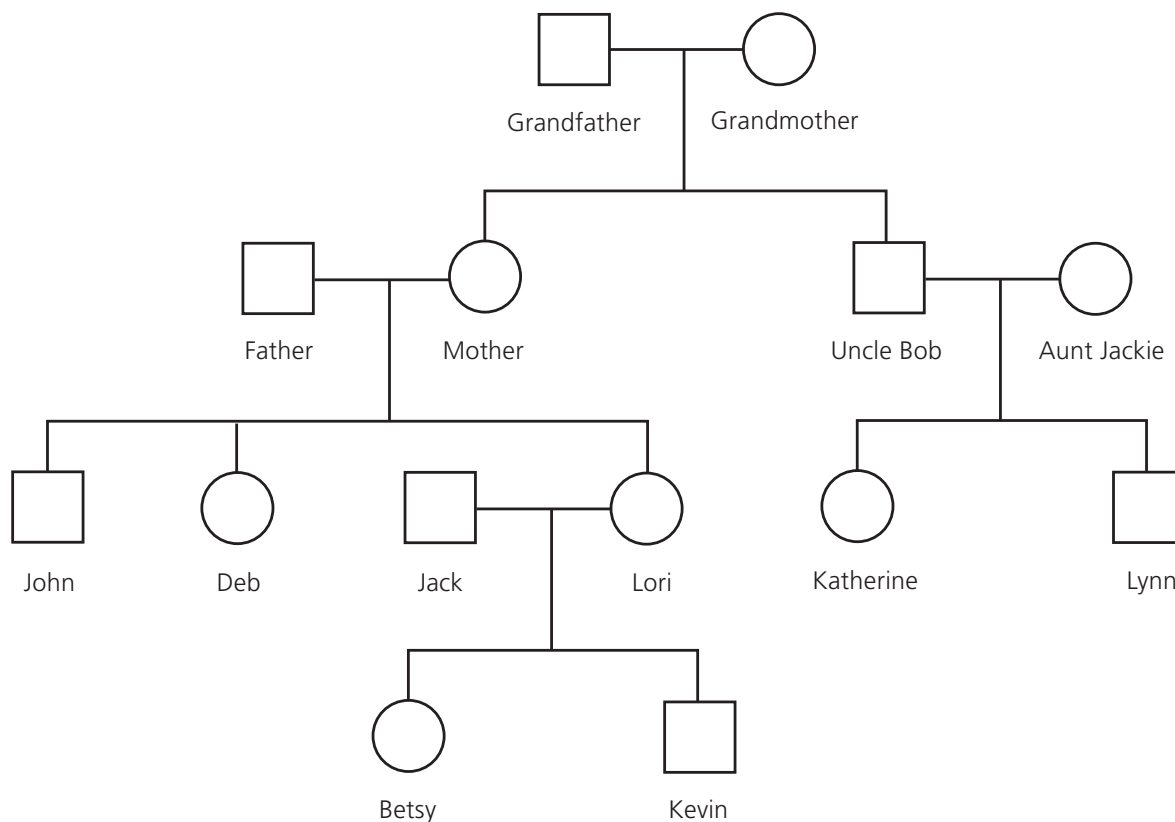 Grandfather Grandmother
Father Mother Uncle Bob Aunt Jackie
John Deb Jack Lori Katherine Lynn
Betsy Kevin